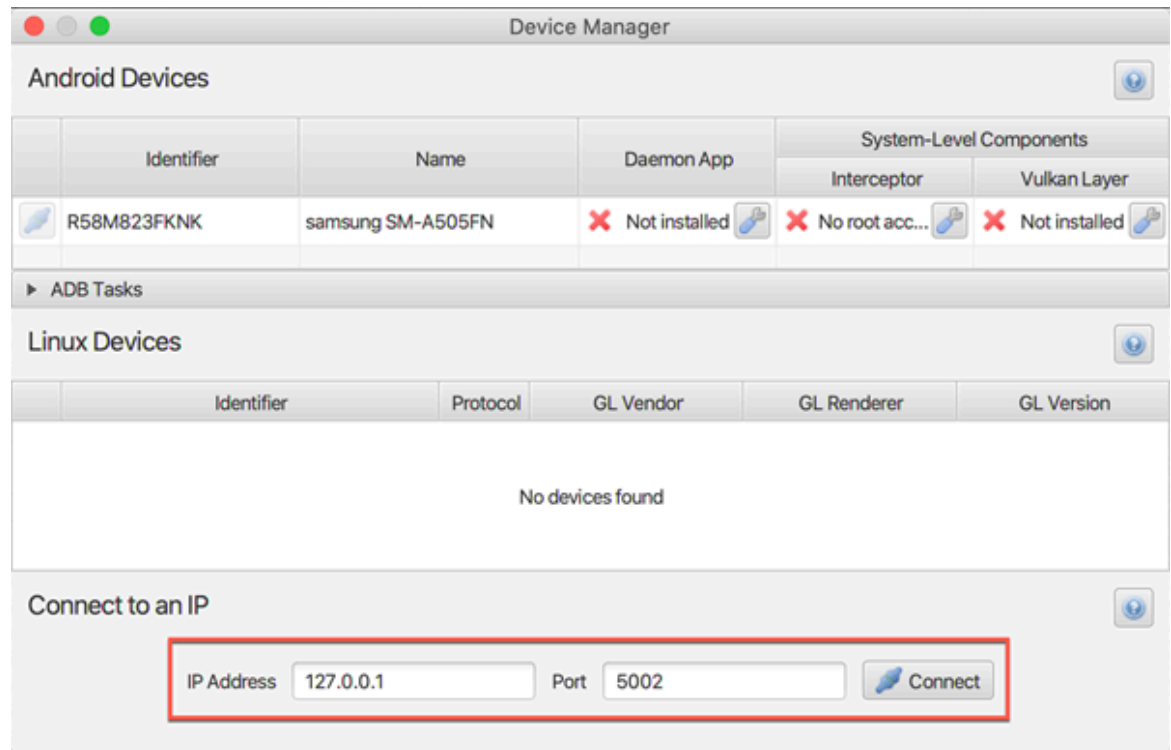 Device Manager
Android Devices
System-Level Components
Identifier Name Daemon App
Interceptor Vulkan Layer
R58M823FKNK samsung SM-A505FN Not installed No root acc... Not installed
ADB Tasks
Linux Devices
Identifier Protocol GL Vendor GL Renderer GL Version
No devices found
Connect to an IP
IP Address 127.0.0.1 Port 5002 Connect